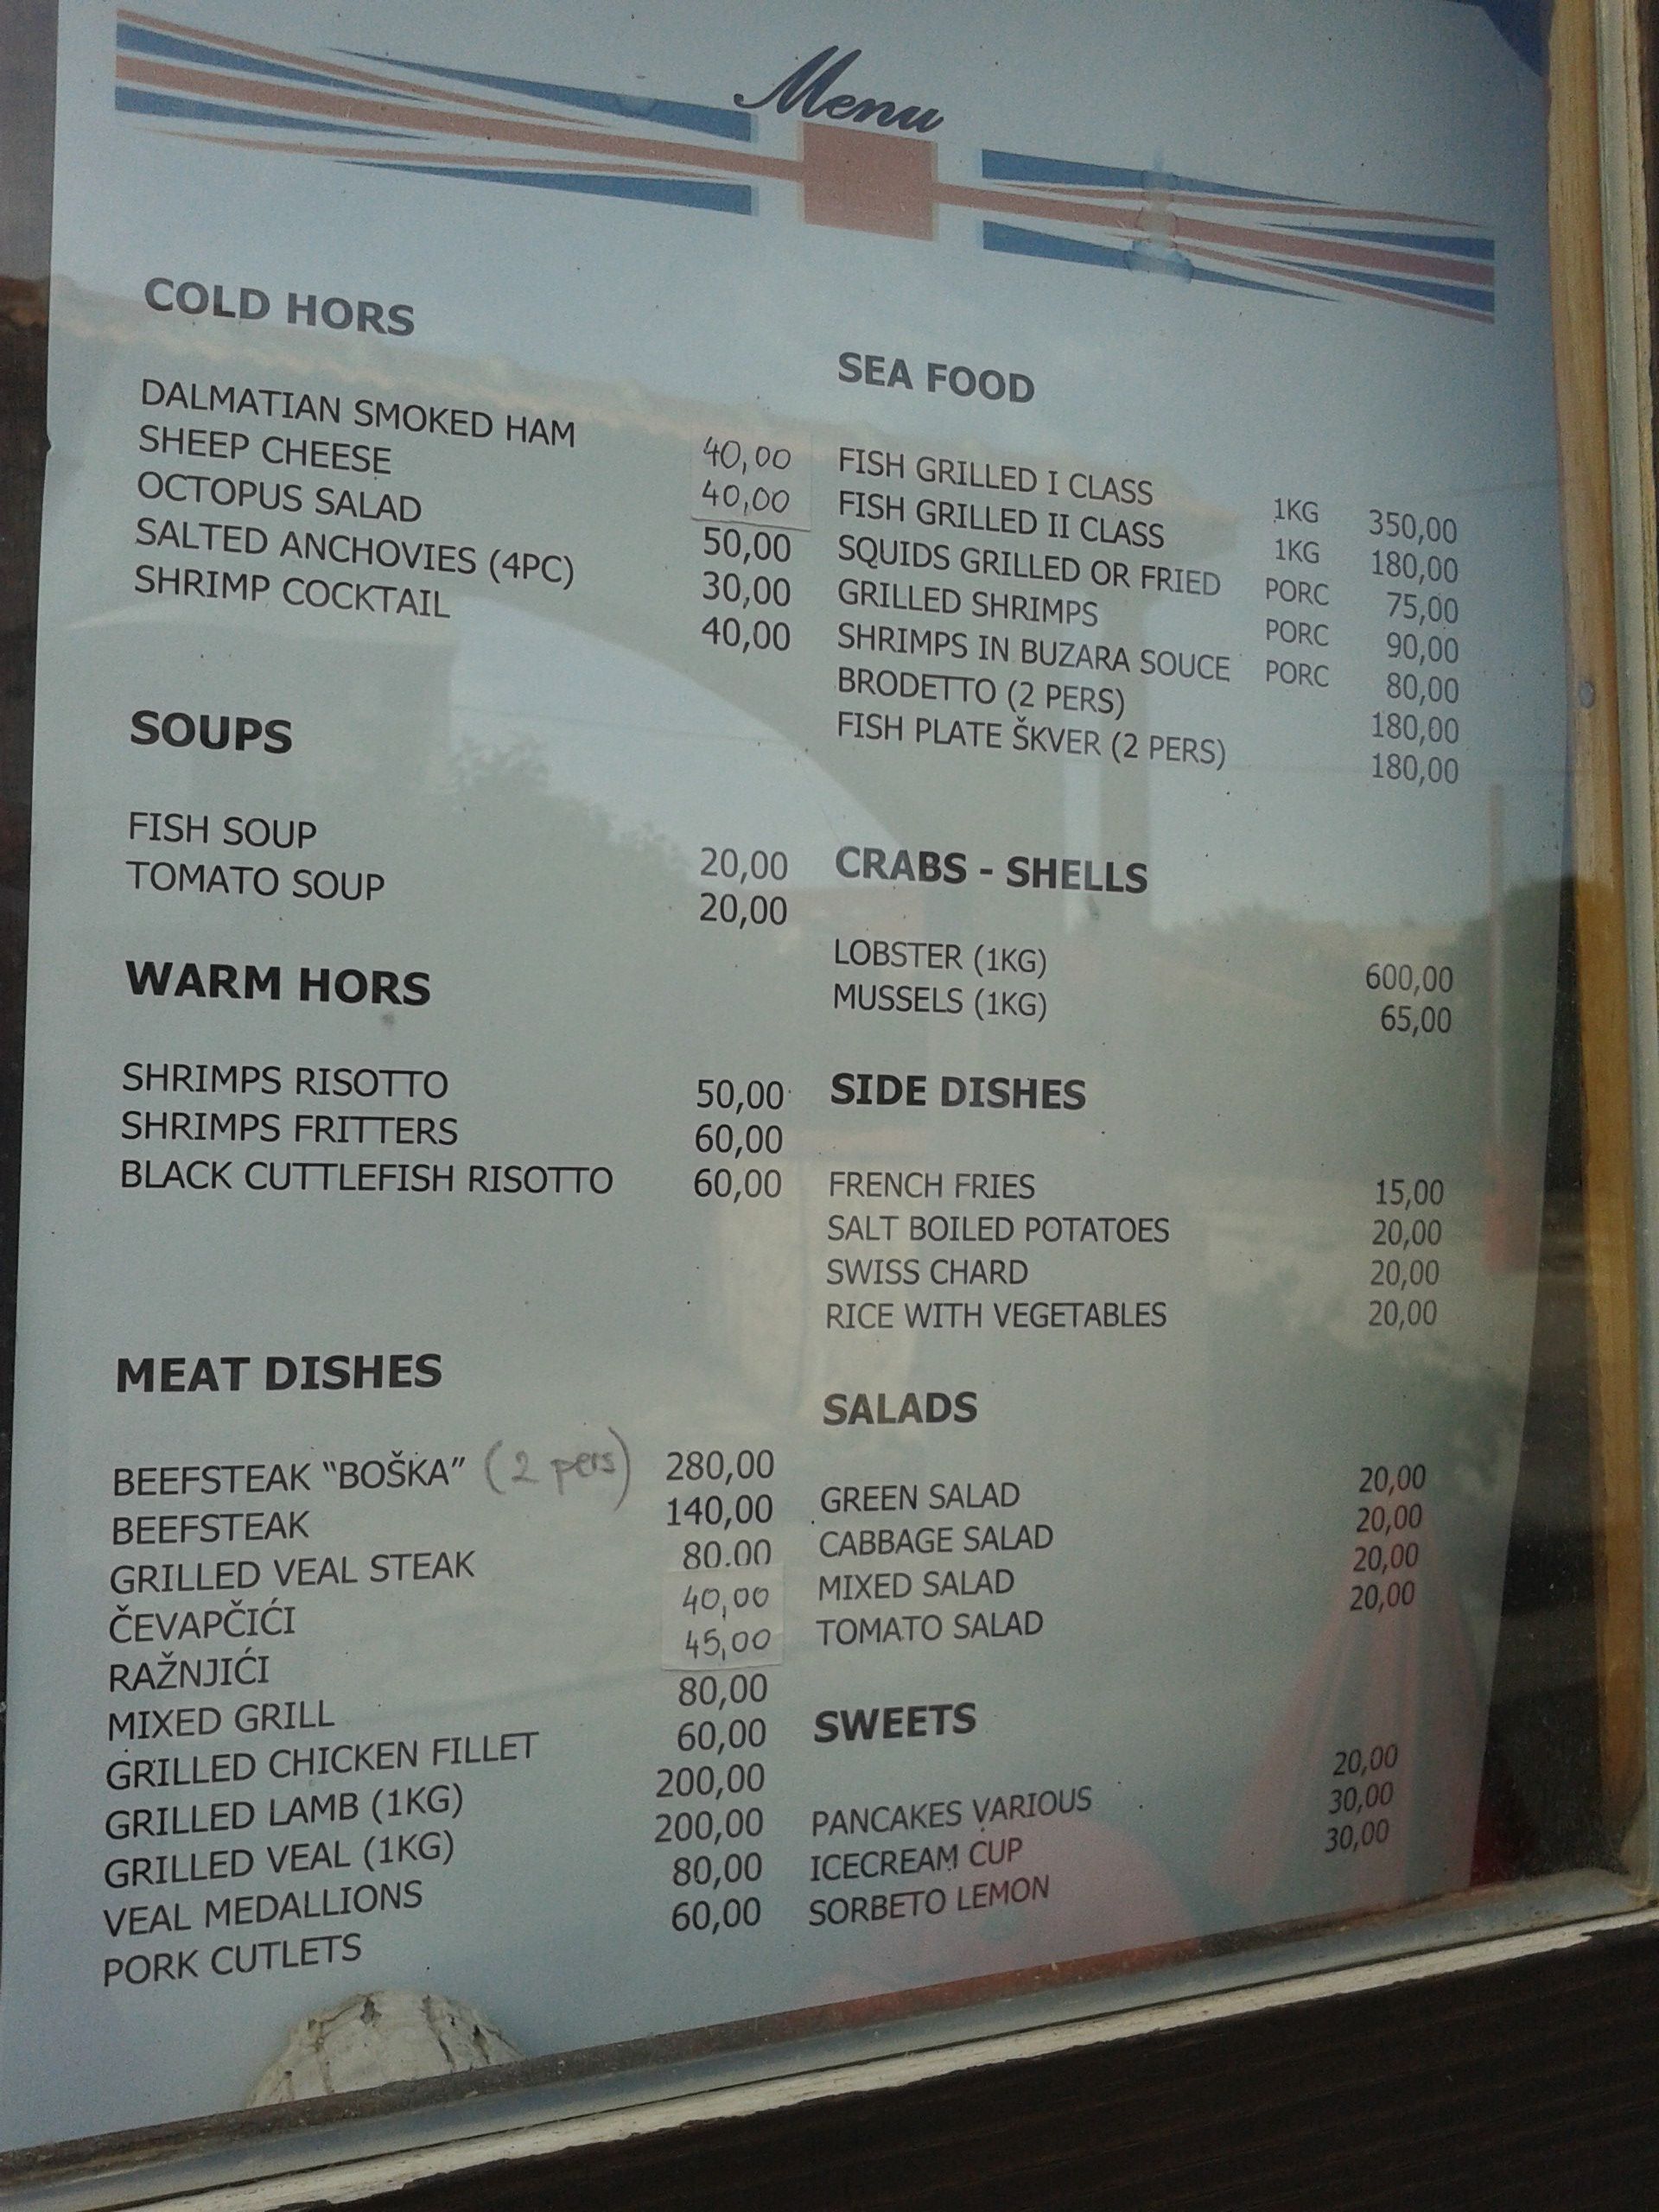 Menu
COLD HORS
DALMATIAN SMOKED HAM 40,00
SHEEP CHEESE 40,00
OCTOPUS SALAD 50,00
SALTED ANCHOVIES (4PC) 30,00
SHRIMP COCKTAIL 40,00
SOUPS
FISH SOUP 20,00
TOMATO SOUP 20,00
WARM HORS
SHRIMPS RISOTTO 50,00
SHRIMPS FRITTERS 60,00
BLACK CUTTLEFISH RISOTTO 60,00
MEAT DISHES
BEEFSTEAK "BOŠKA" (2 pers) 280,00
BEEFSTEAK 140,00
GRILLED VEAL STEAK 80.00
ČEVAPČIĆI 40,00
RAŽNJIĆI 45,00
MIXED GRILL 80,00
GRILLED CHICKEN FILLET 60,00
GRILLED LAMB (1KG) 200,00
GRILLED VEAL (1KG) 200,00
VEAL MEDALLIONS 80,00
PORK CUTLETS 60,00
SEA FOOD
FISH GRILLED I CLASS 1KG 350,00
FISH GRILLED II CLASS 1KG 180,00
SQUIDS GRILLED OR FRIED PORC 75,00
GRILLED SHRIMPS PORC 90,00
SHRIMPS IN BUZARA SOUCE PORC 80,00
BRODETTO (2 PERS) 180,00
FISH PLATE ŠKVER (2 PERS) 180,00
CRABS - SHELLS
LOBSTER (1KG) 600,00
MUSSELS (1KG) 65,00
SIDE DISHES
FRENCH FRIES 15,00
SALT BOILED POTATOES 20,00
SWISS CHARD 20,00
RICE WITH VEGETABLES 20,00
SALADS
GREEN SALAD 20,00
CABBAGE SALAD 20,00
MIXED SALAD 20,00
TOMATO SALAD 20,00
SWEETS
PANCAKES VARIOUS 20,00
ICECREAM CUP 30,00
SORBETO LEMON 30,00